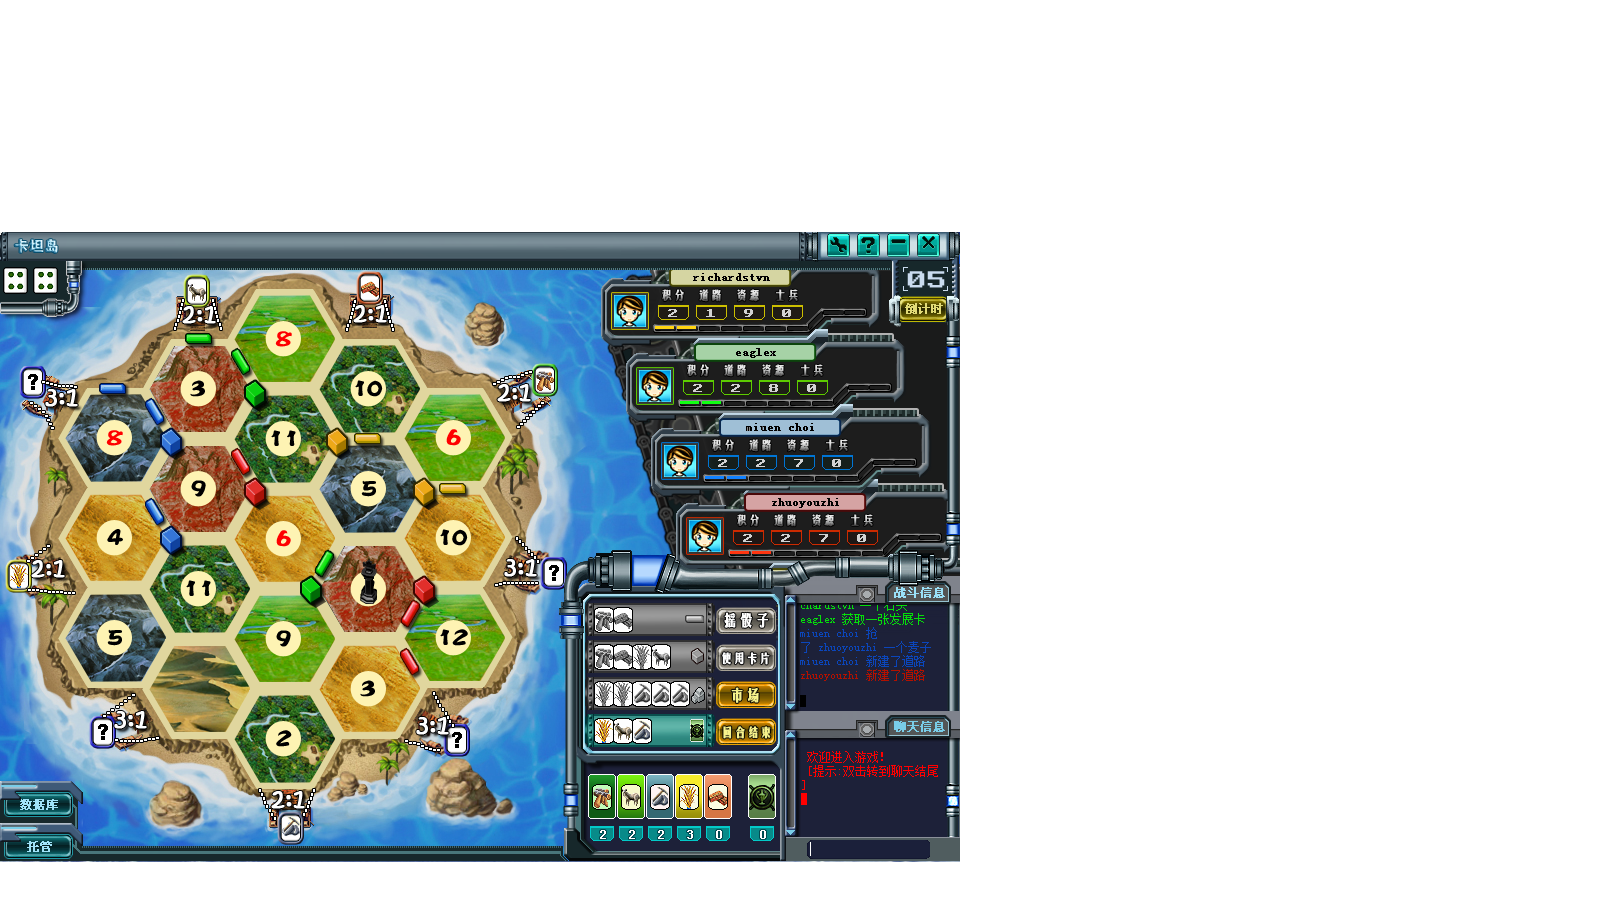 卡坦岛
05
倒计时
richardstvn
积分 道路 资源 士兵
2 1 9 0
eaglex
积分 道路 资源 士兵
2 2 8 0
miuen choi
积分 道路 资源 士兵
2 2 7 0
zhuoyouzhi
积分 道路 资源 士兵
2 2 7 0
2:1
2:1
8
?
3:1
3
10
2:1
8
11
6
9
5
4
6
10
2:1
11
3:1
?
5
9
12
3
?
3:1
3:1
?
2
2:1
数据库
托管
摇骰子
使用卡片
市场
回合结束
2 2 2 3 0 0
战斗信息
chardstvn 一个石头
eaglex 获取一张发展卡
miuen choi 抢
了 zhuoyouzhi 一个麦子
miuen choi 新建了道路
zhuoyouzhi 新建了道路
聊天信息
欢迎进入游戏!
[提示:双击转到聊天结尾
]